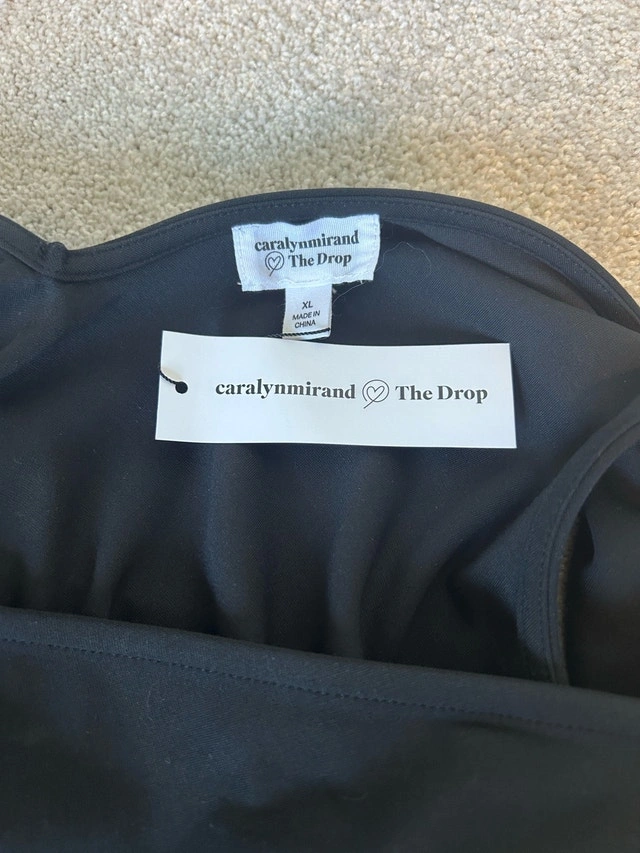 caralynmirand
The Drop
XL
MADE IN
CHINA
caralynmirand The Drop